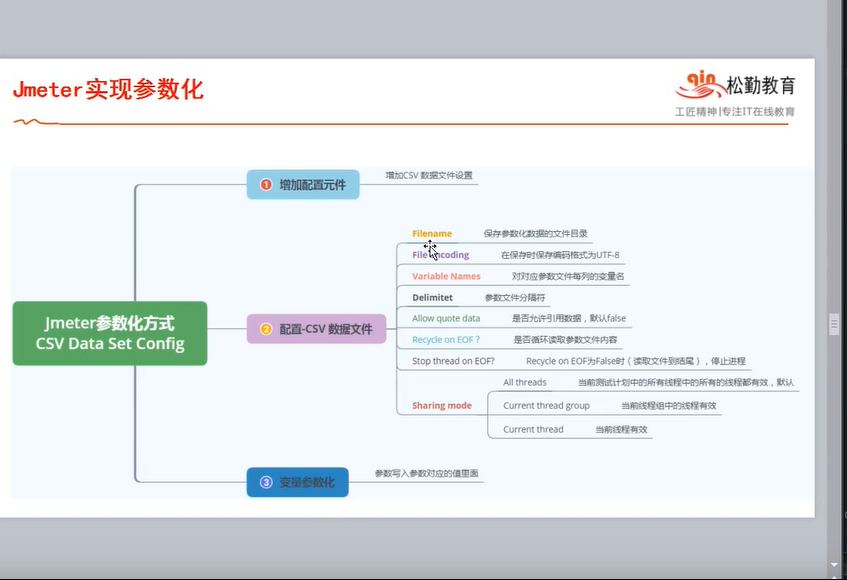 Jmeter实现参数化
qin 松勤教育
工匠精神|专注IT在线教育
1 增加配置元件 增加CSV 数据文件设置
Jmeter参数化方式
CSV Data Set Config
2 配置-CSV 数据文件
Filename 保存参数化数据的文件目录
File encoding 在保存时保存编码格式为UTF-8
Variable Names 对对应参数文件每列的变量名
Delimitet 参数文件分隔符
Allow quote data 是否允许引用数据，默认false
Recycle on EOF ? 是否循环读取参数文件内容
Stop thread on EOF? Recycle on EOF为False时（读取文件到结尾），停止进程
Sharing mode
All threads 当前测试计划中的所有线程中的所有的线程都有效，默认
Current thread group 当前线程组中的线程有效
Current thread 当前线程有效
3 变量参数化 参数写入参数对应的值里面